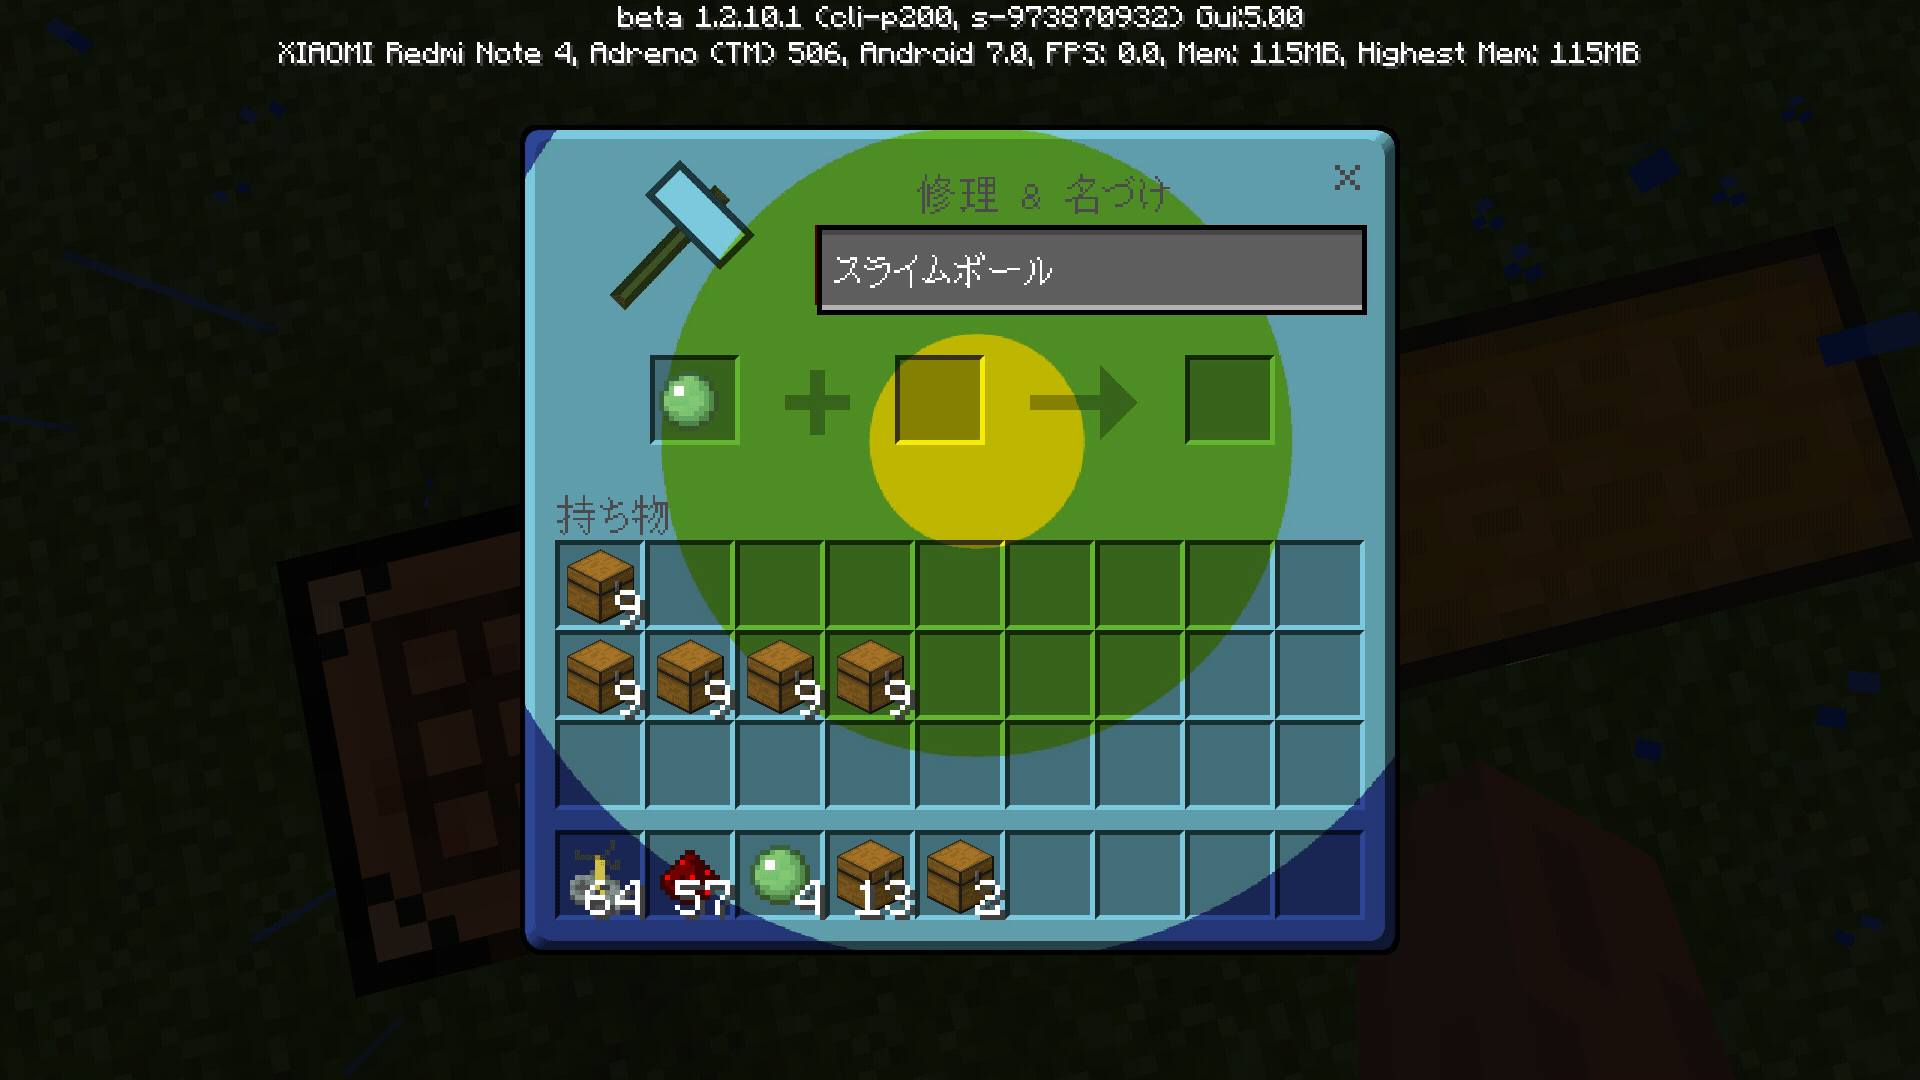 beta 1.2.10.1 (cli-p200, s-973870932) Gui:5.00
XIAOMI Redmi Note 4, Adreno (TM) 506, Android 7.0, FPS: 0.0, Mem: 115MB, Highest Mem: 115MB
修理 & 名づけ
スライムボール
持ち物
9
9 9 9 9
64 57 4 13 2